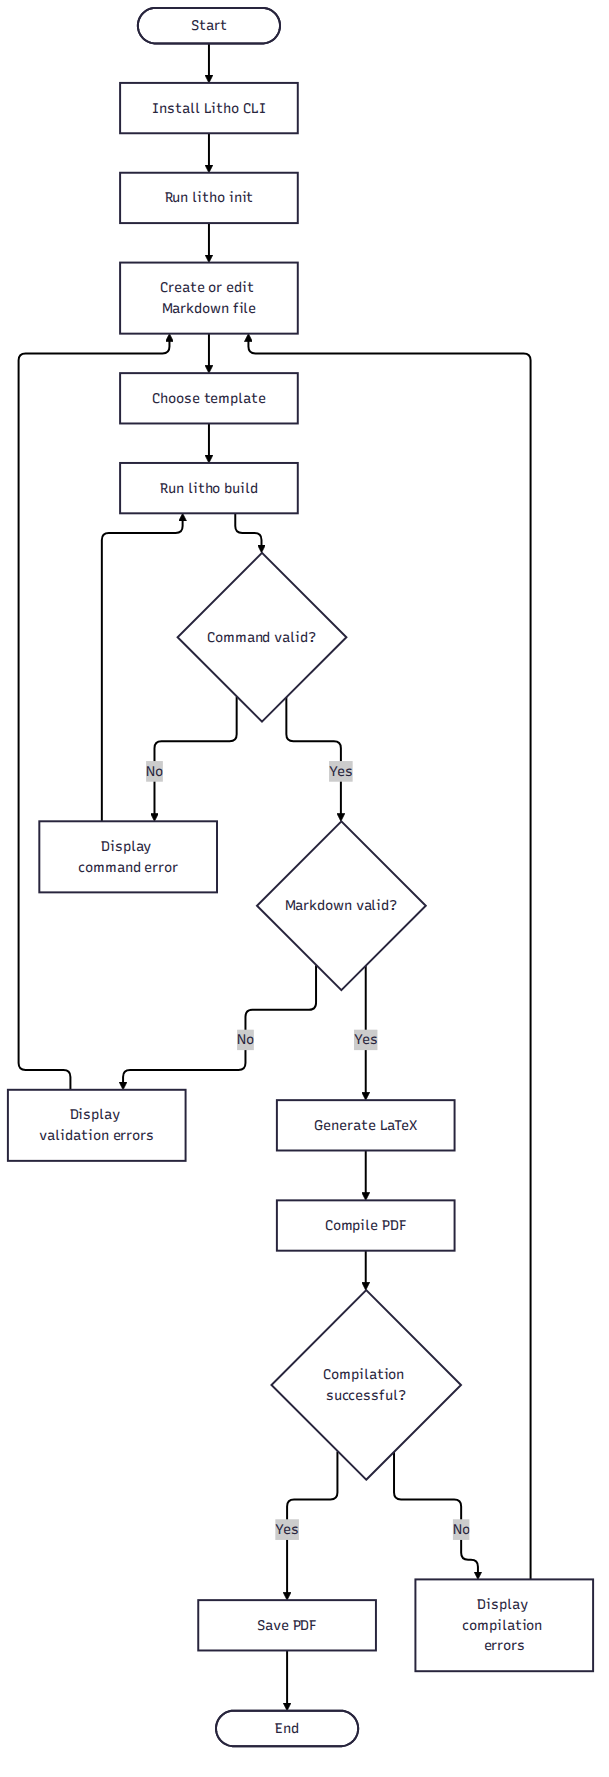 Start
Install Litho CLI
Run litho init
Create or edit
Markdown file
Choose template
Run litho build
Command valid?
No
Yes
Display
command error
Markdown valid?
No
Yes
Display
validation errors
Generate LaTeX
Compile PDF
Compilation
successful?
Yes
No
Display
compilation
errors
Save PDF
End